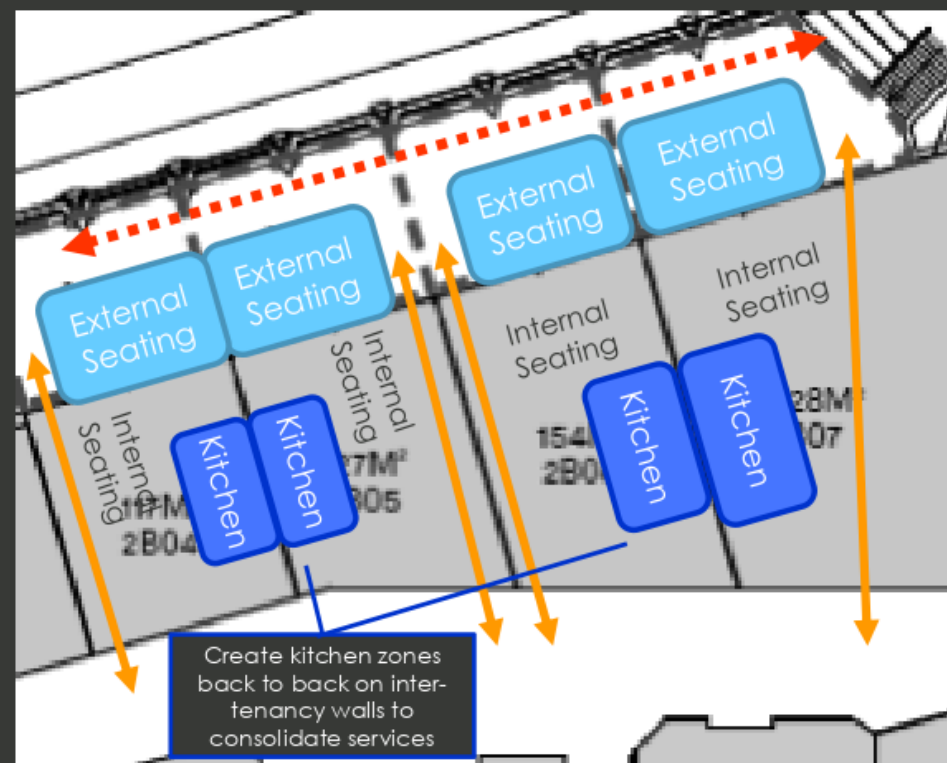 External
Seating
External
Seating
External
Seating
External
Seating
Internal
Seating
Internal
Seating
Internal
Seating
Seating
Kitchen
Kitchen
Kitchen
Kitchen
2B04
Create kitchen zones
back to back on inter-
tenancy walls to
consolidate services